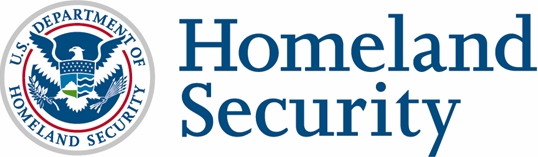 U.S. DEPARTMENT OF
HOMELAND SECURITY
Homeland
Security